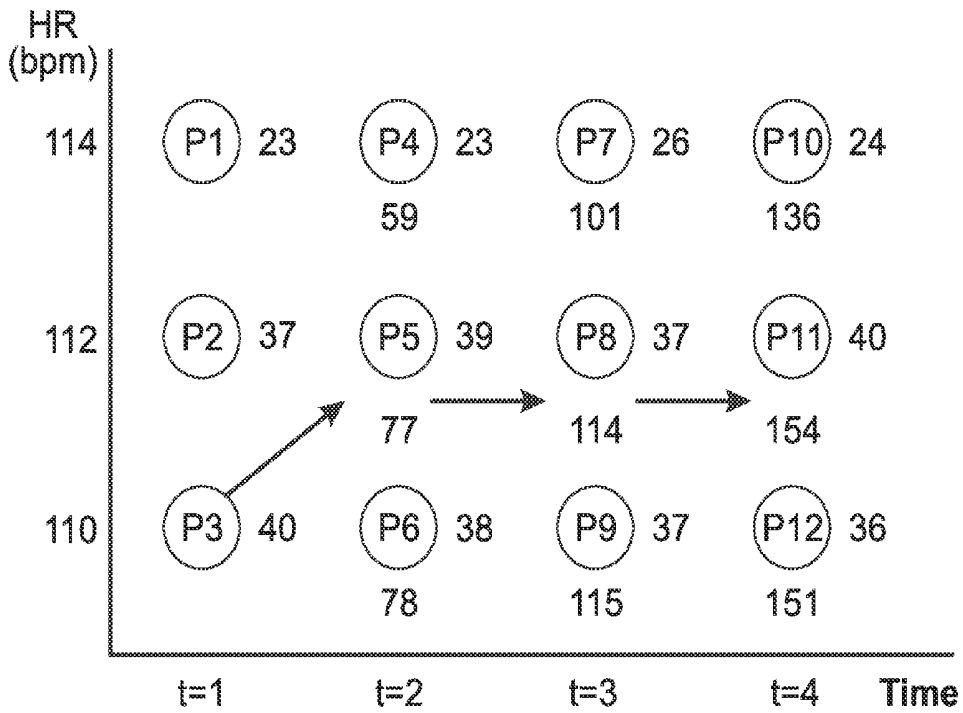 HR
(bpm)
114 P1 23 P4 23 P7 26 P10 24
59 101 136
112 P2 37 P5 39 P8 37 P11 40
77 114 154
110 P3 40 P6 38 P9 37 P12 36
78 115 151
t=1 t=2 t=3 t=4 Time